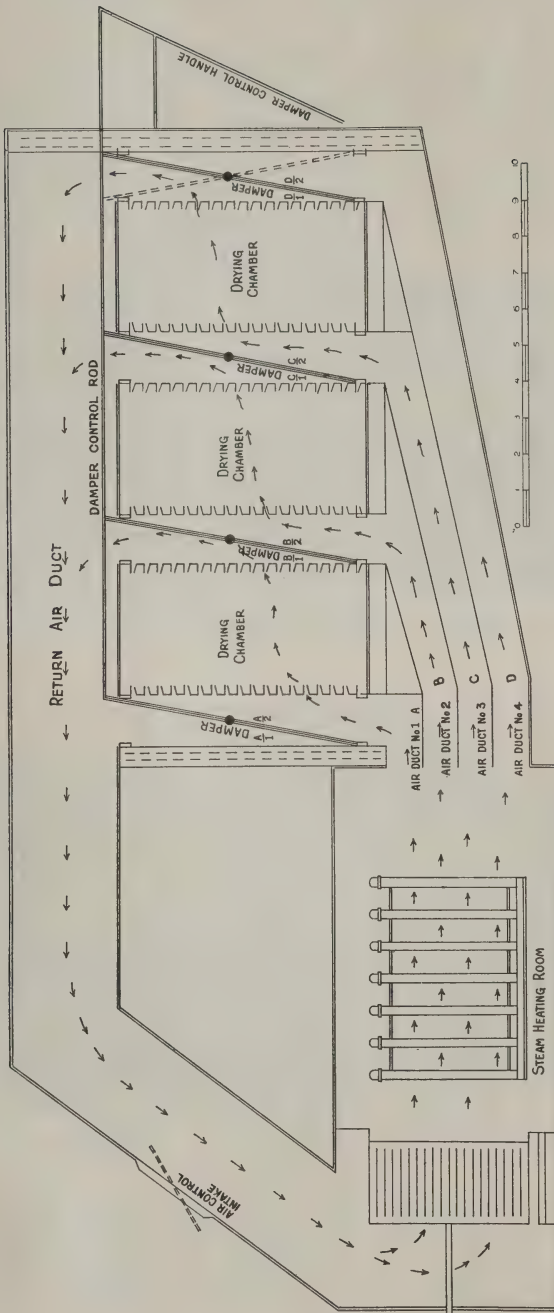 DAMPER CONTROL HANDLE
RETURN AIR DUCT
DAMPER CONTROL ROD
AIR CONTROL
INTAKE
DAMPER
A/1 A/2
DRYING
CHAMBER
DAMPER
B/1 B/2
DRYING
CHAMBER
DAMPER
C/1 C/2
DRYING
CHAMBER
DAMPER
D/1 D/2
AIR DUCT No 1 A
AIR DUCT No 2 B
AIR DUCT No 3 C
AIR DUCT No 4 D
STEAM HEATING ROOM
0 1 2 3 4 5 6 7 8 9 10